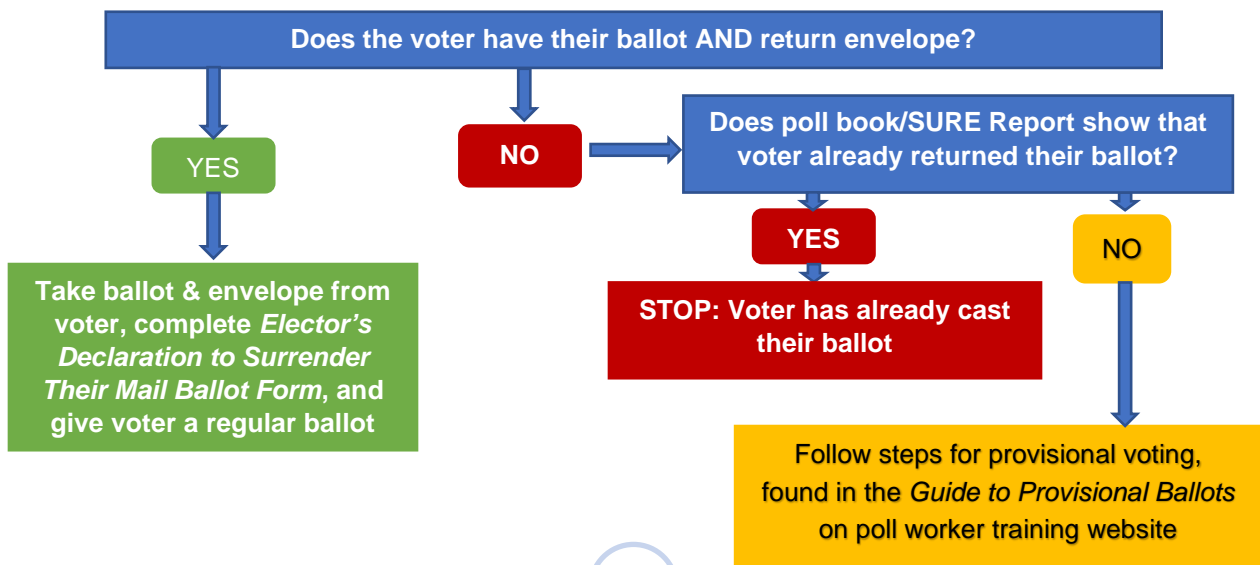 Does the voter have their ballot AND return envelope?
YES
Take ballot & envelope from
voter, complete Elector's
Declaration to Surrender
Their Mail Ballot Form, and
give voter a regular ballot
NO
Does poll book/SURE Report show that
voter already returned their ballot?
YES
STOP: Voter has already cast
their ballot
NO
Follow steps for provisional voting,
found in the Guide to Provisional Ballots
on poll worker training website